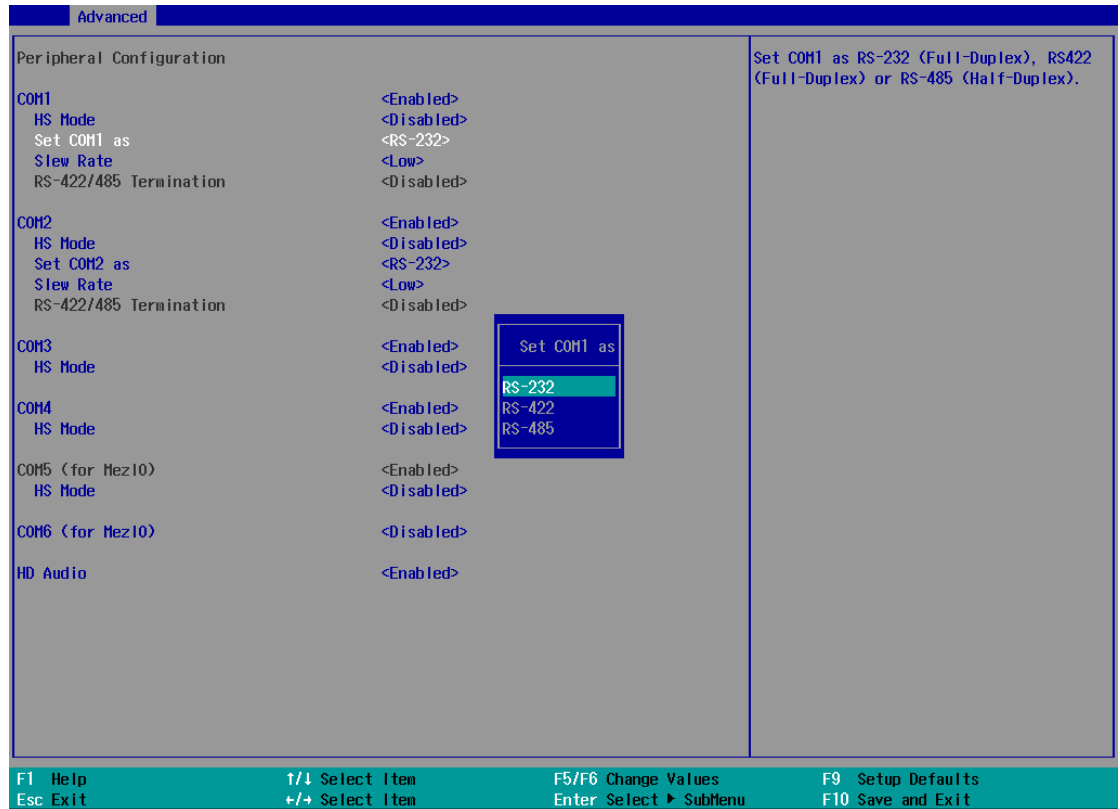 Advanced
Peripheral Configuration
COM1 <Enabled>
HS Mode <Disabled>
Set COM1 as <RS-232>
Slew Rate <Low>
RS-422/485 Termination <Disabled>
COM2 <Enabled>
HS Mode <Disabled>
Set COM2 as <RS-232>
Slew Rate <Low>
RS-422/485 Termination <Disabled>
COM3 <Enabled>
HS Mode <Disabled>
COM4 <Enabled>
HS Mode <Disabled>
COM5 (for MezIO) <Enabled>
HS Mode <Disabled>
COM6 (for MezIO) <Disabled>
HD Audio <Enabled>
Set COM1 as
RS-232
RS-422
RS-485
Set COM1 as RS-232 (Full-Duplex), RS422
(Full-Duplex) or RS-485 (Half-Duplex).
F1 Help ↑/↓ Select Item F5/F6 Change Values F9 Setup Defaults
Esc Exit ←/→ Select Item Enter Select ▶ SubMenu F10 Save and Exit